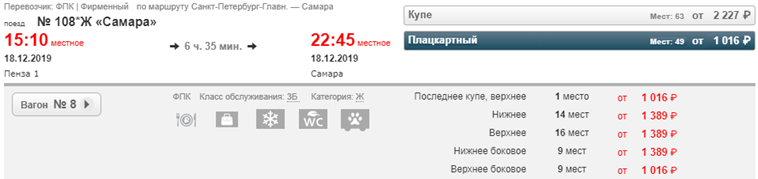 Перевозчик: ФПК | Фирменный по маршруту Санкт-Петербург-Главн. — Самара
поезд № 108*Ж «Самара»
15:10 местное → 6 ч. 35 мин. → 22:45 местное
18.12.2019 18.12.2019
Пенза 1 Самара
Купе Мест: 63 от 2 227 ₽
Плацкартный Мест: 49 от 1 016 ₽
Вагон № 8
ФПК Класс обслуживания: 3Б Категория: Ж
WC
Последнее купе, верхнее 1 место от 1 016 ₽
Нижнее 14 мест от 1 389 ₽
Верхнее 16 мест от 1 389 ₽
Нижнее боковое 9 мест от 1 389 ₽
Верхнее боковое 9 мест от 1 016 ₽